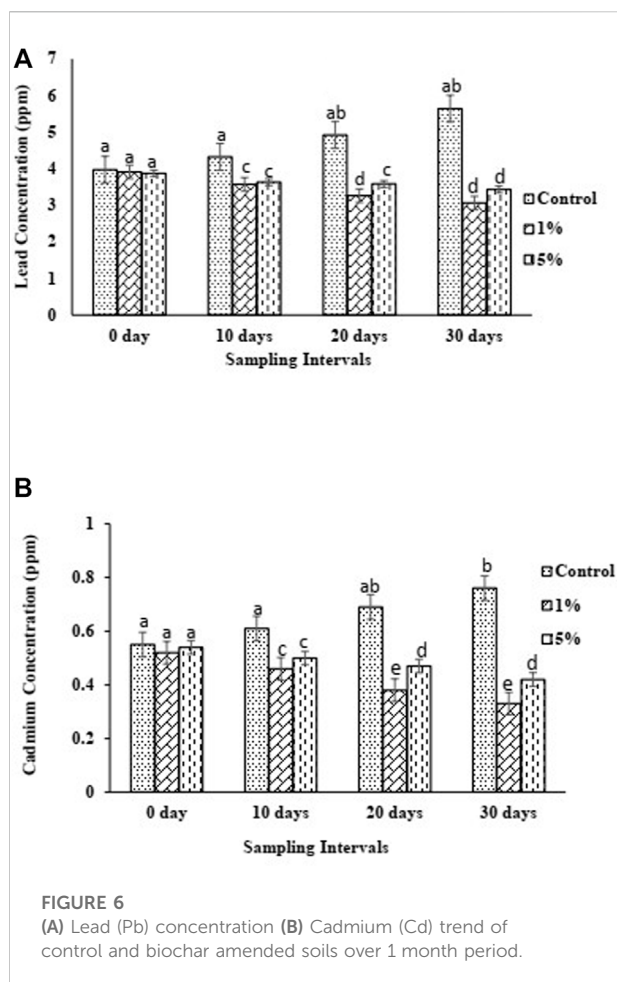 A
Lead Concentration (ppm)
7
6
5
4
3
2
1
0
a a a
a c c
ab d c
ab d d
Control
1%
5%
0 day 10 days 20 days 30 days
Sampling Intervals
B
Cadmium Concentration (ppm)
1
0.8
0.6
0.4
0.2
0
a a a
a c c
ab e d
b e d
Control
1%
5%
0 day 10 days 20 days 30 days
Sampling Intervals
FIGURE 6
(A) Lead (Pb) concentration (B) Cadmium (Cd) trend of
control and biochar amended soils over 1 month period.